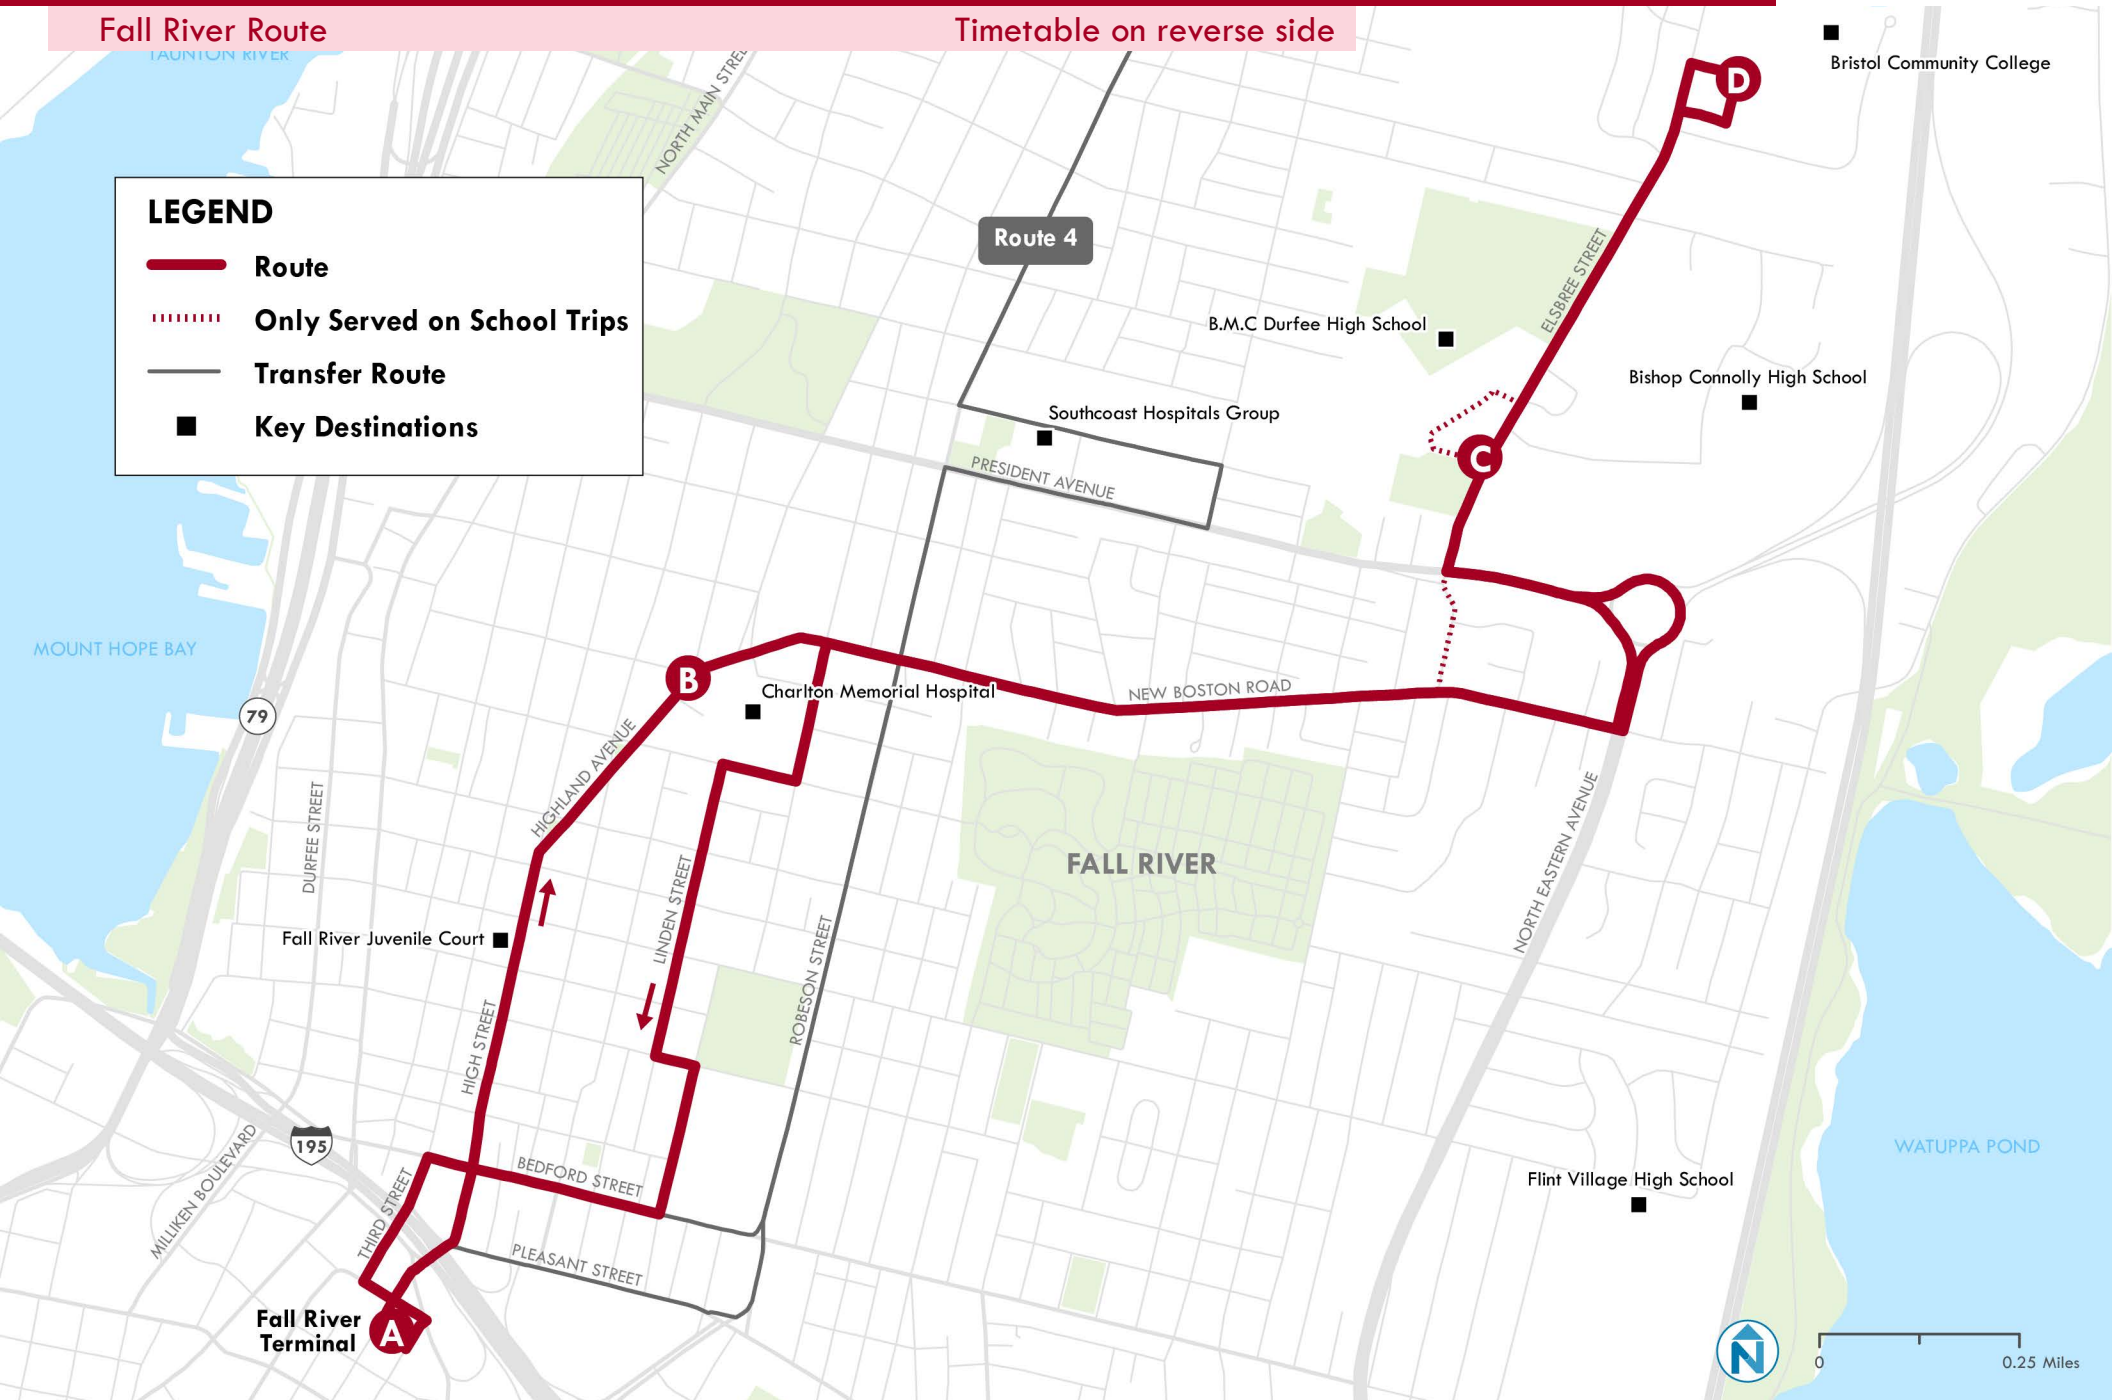 Fall River Route
Timetable on reverse side
TAUNTON RIVER
NORTH MAIN STREE
Bristol Community College
D
LEGEND
Route
Only Served on School Trips
Transfer Route
Key Destinations
Route 4
ELSBREE STREET
B.M.C Durfee High School
Bishop Connolly High School
Southcoast Hospitals Group
C
PRESIDENT AVENUE
MOUNT HOPE BAY
B
Charlton Memorial Hospital
NEW BOSTON ROAD
79
HIGHLAND AVENUE
DURFEE STREET
FALL RIVER
NORTH EASTERN AVENUE
LINDEN STREET
Fall River Juvenile Court
ROBESON STREET
HIGH STREET
195
MILLIKEN BOULEVARD
WATUPPA POND
BEDFORD STREET
THIRD STREET
Flint Village High School
PLEASANT STREET
Fall River
Terminal
A
N
0
0.25 Miles